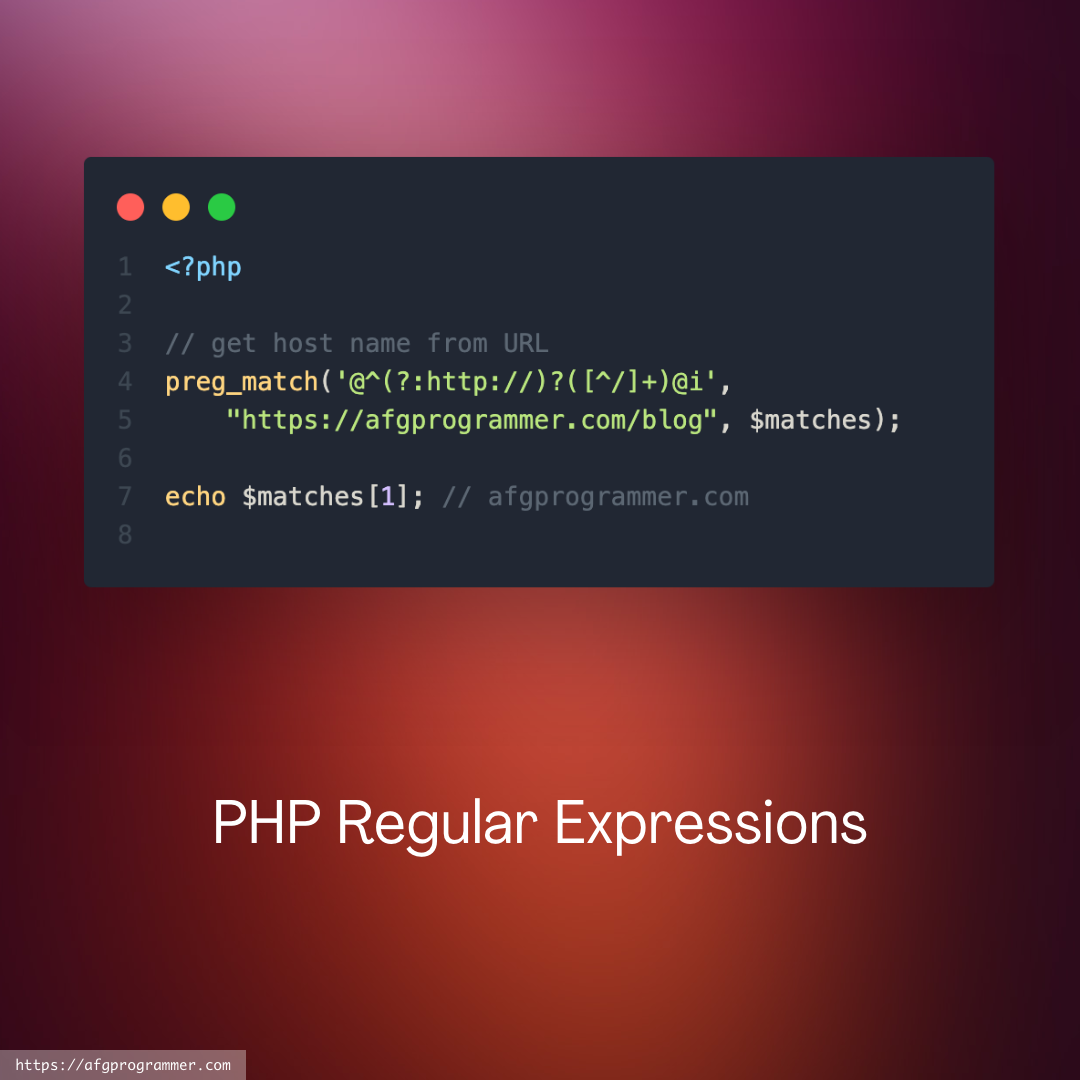 1 <?php
2
3 // get host name from URL
4 preg_match('@^(?:http://)?([^/]+)@i',
5 "https://afgprogrammer.com/blog", $matches);
6
7 echo $matches[1]; // afgprogrammer.com
8
PHP Regular Expressions
https://afgprogrammer.com